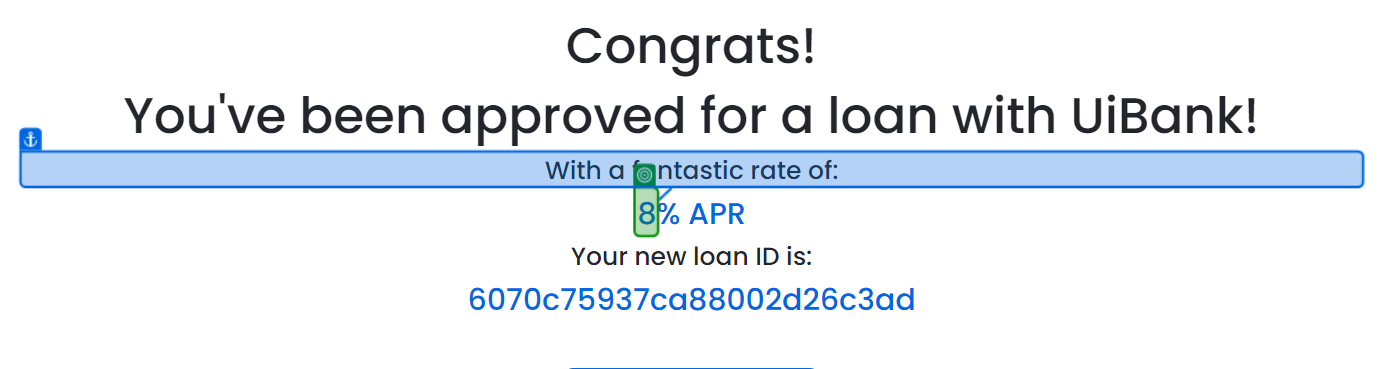 Congrats!
You've been approved for a loan with UiBank!
With a fantastic rate of:
8% APR
Your new loan ID is:
6070c75937ca88002d26c3ad